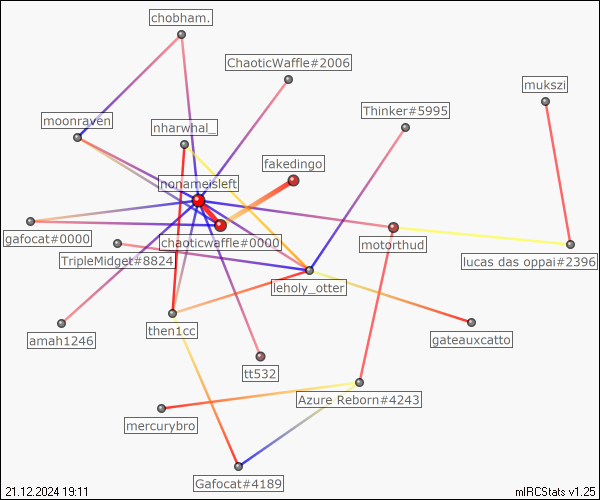 chobham.
ChaoticWaffle#2006
mukszi
Thinker#5995
moonraven
nharwhal_
fakedingo
nonameisleft
gafocat#0000
chaoticwaffle#0000
motorthud
TripleMidget#8824
lucas das oppai#2396
leholy_otter
amah1246
then1cc
gateauxcatto
tt532
Azure Reborn#4243
mercurybro
Gafocat#4189
21.12.2024 19:11
mIRCStats v1.25